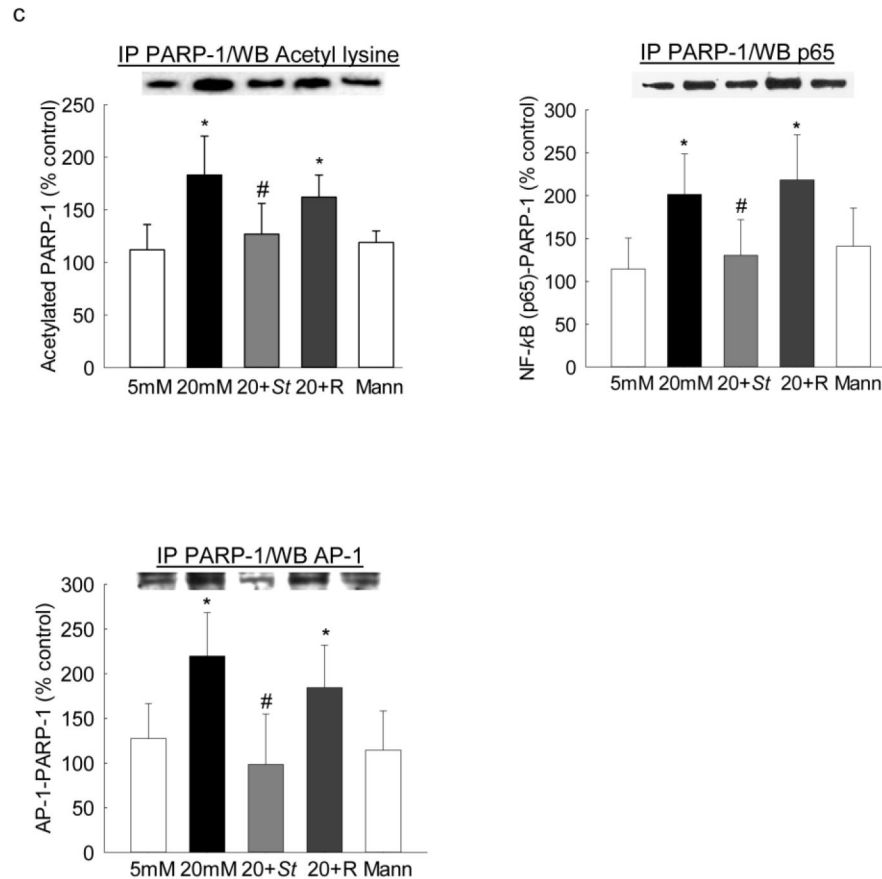 c
IP PARP-1/WB Acetyl lysine
Acetylated PARP-1 (% control)
250
200
150
100
50
0
*
#
*
5mM 20mM 20+St 20+R Mann
IP PARP-1/WB p65
NF-kB (p65)-PARP-1 (% control)
300
250
200
150
100
50
0
*
#
*
5mM 20mM 20+St 20+R Mann
IP PARP-1/WB AP-1
AP-1-PARP-1 (% control)
300
250
200
150
100
50
0
*
#
*
5mM 20mM 20+St 20+R Mann